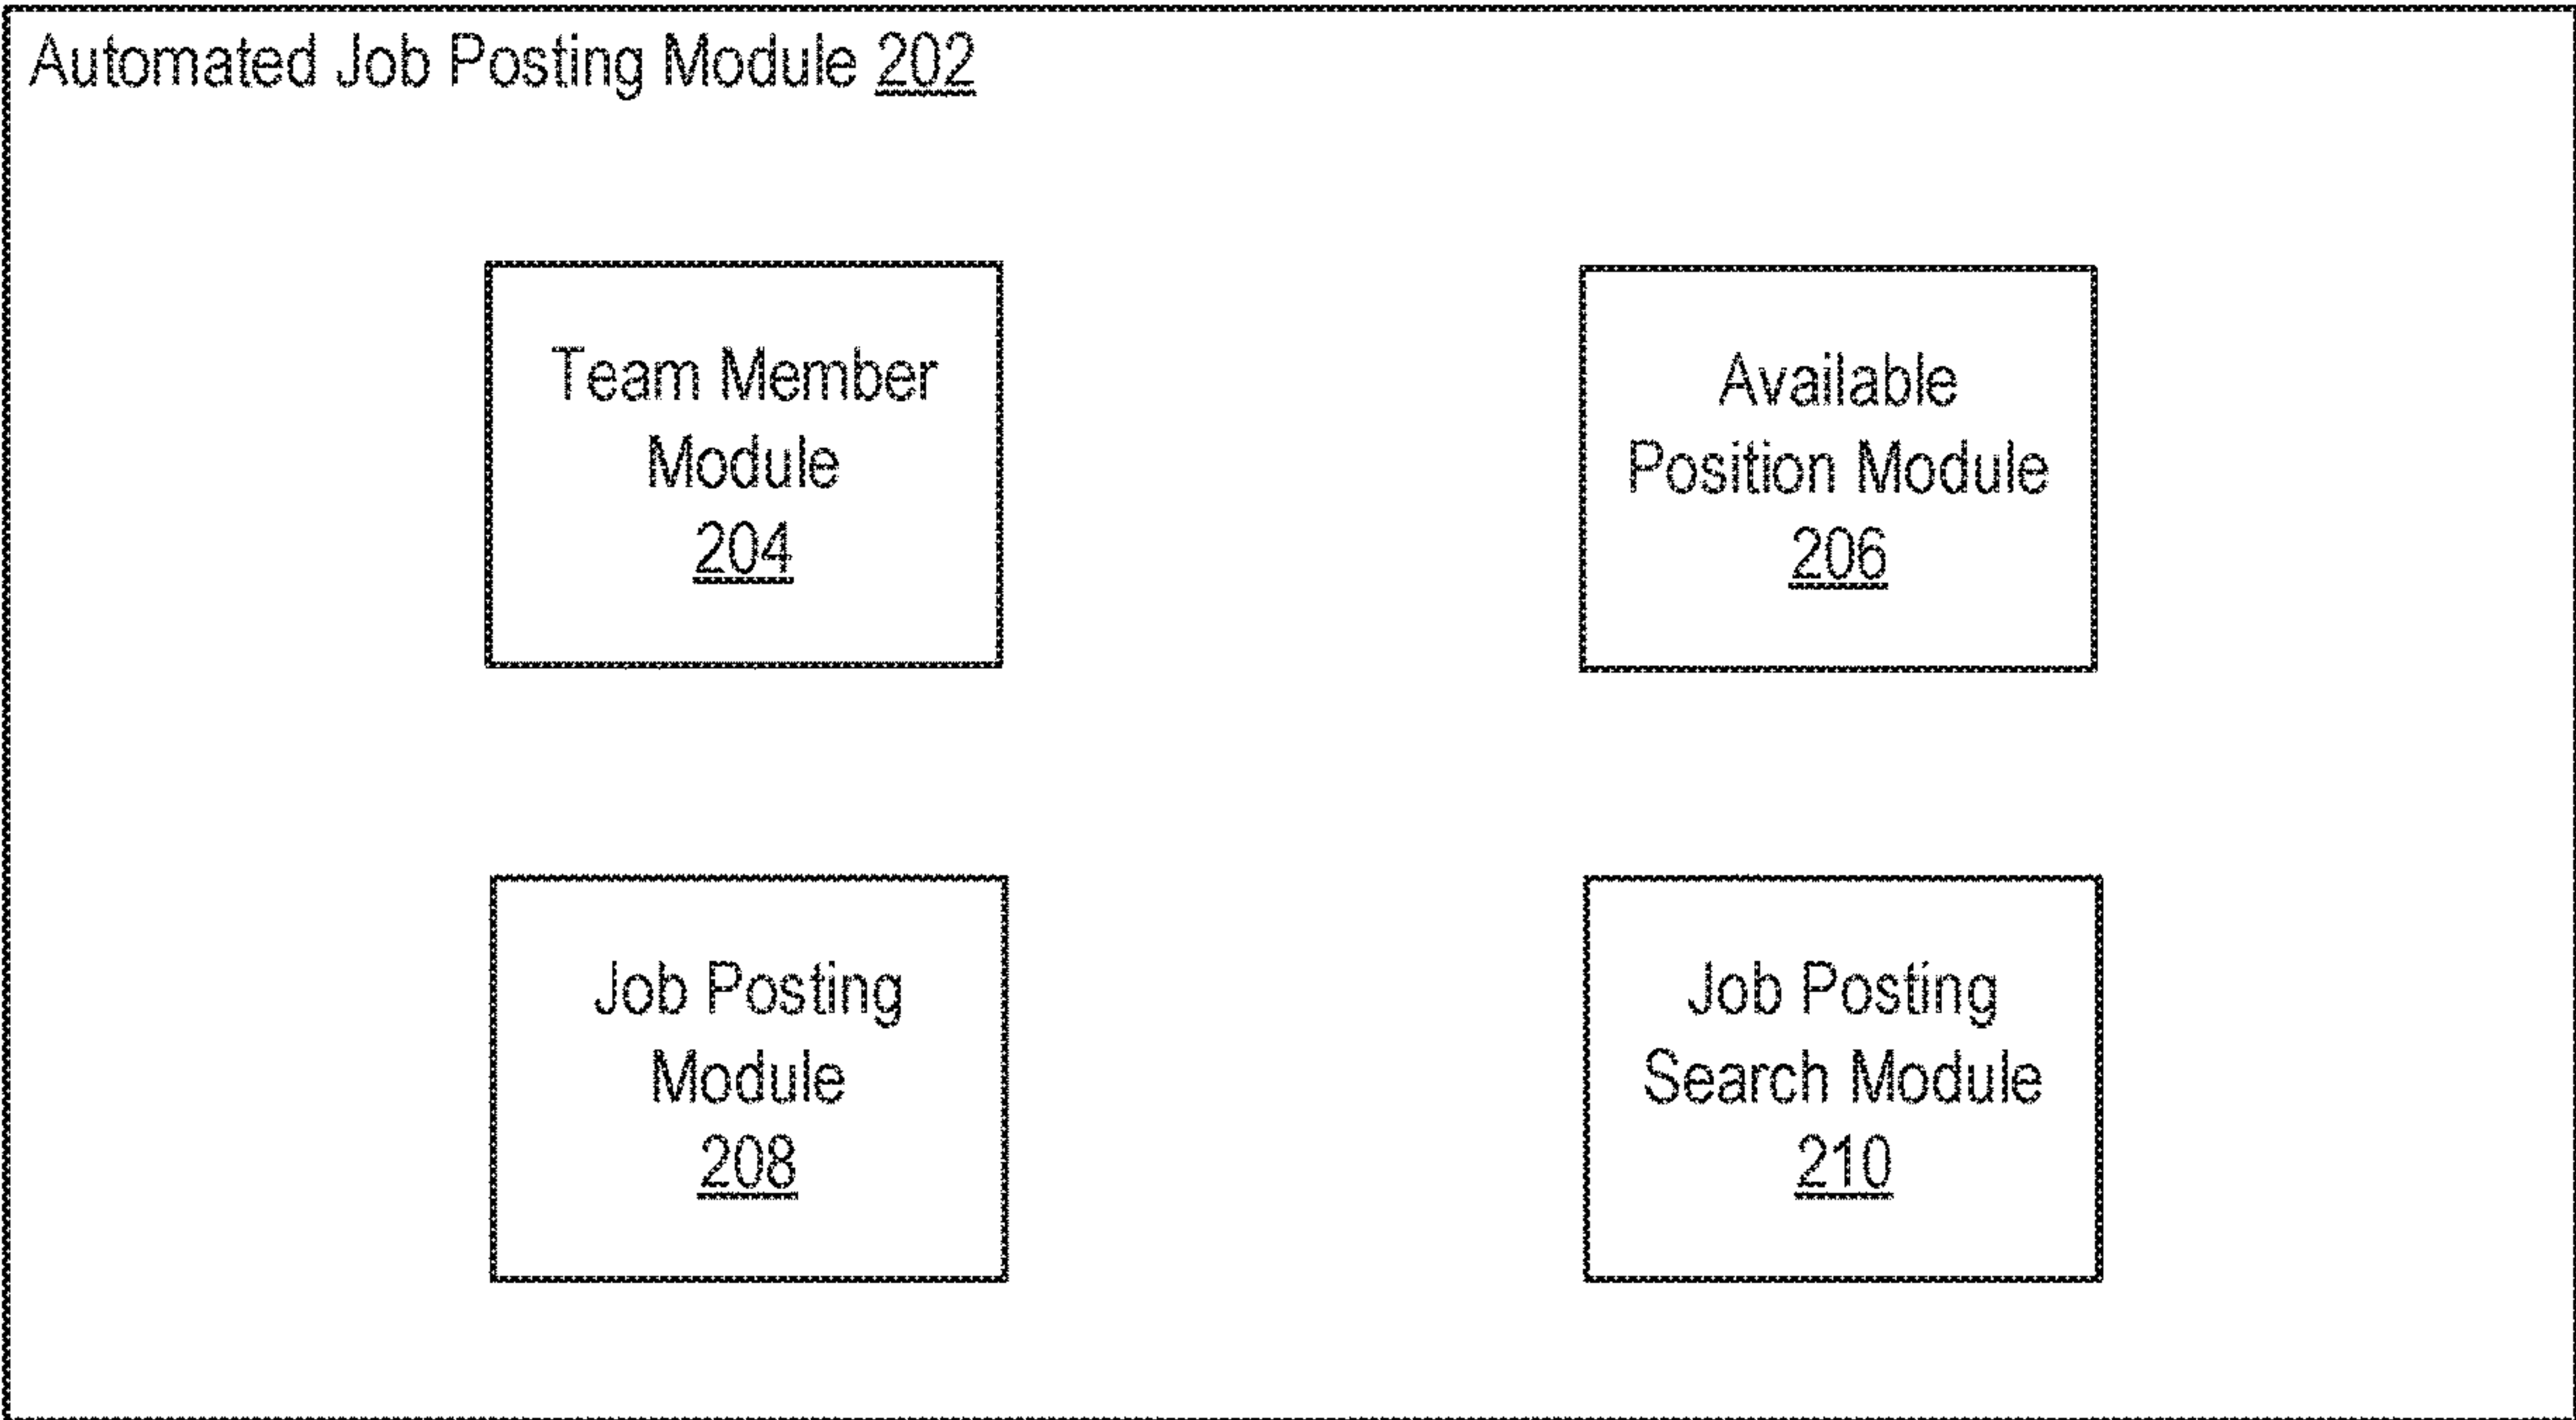 Automated Job Posting Module 202
Team Member
Module
204
Available
Position Module
206
Job Posting
Module
208
Job Posting
Search Module
210